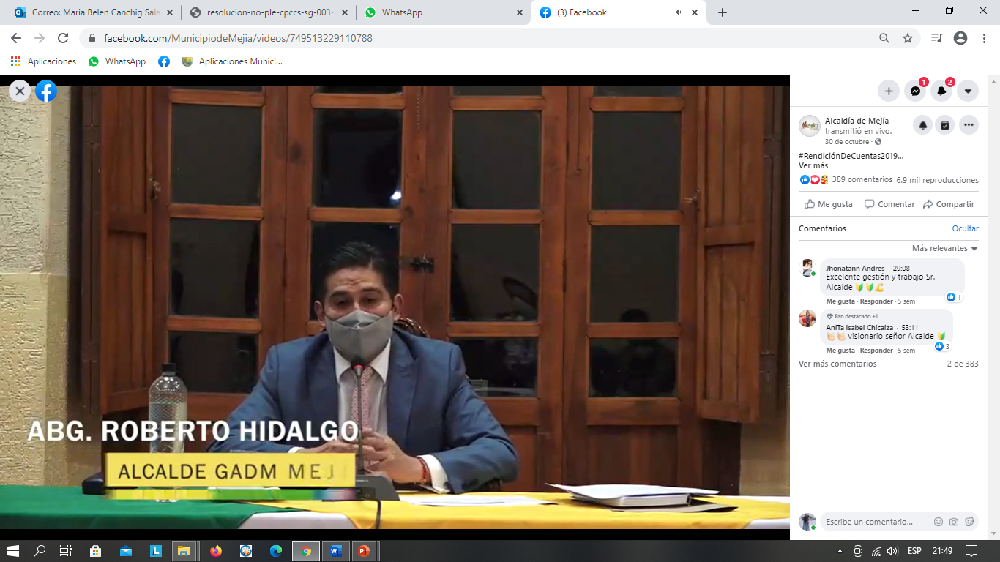 Correo: Maria Belen Canchig Sala
resolucion-no-ple-cpccs-sg-003-
WhatsApp
(3) Facebook
facebook.com/MunicipiodeMejia/videos/749513229110788
Aplicaciones
WhatsApp
Aplicaciones Munici...
1
2
Alcaldía de Mejía
transmitió en vivo.
30 de octubre ·
#RendiciónDeCuentas2019...
Ver más
389 comentarios 6.9 mil reproducciones
Me gusta Comentar Compartir
Comentarios Ocultar
Más relevantes
Jhonatann Andres · 29:08
Excelente gestión y trabajo Sr.
Alcalde 🔰🔰💪
1
Me gusta · Responder · 5 sem
Fan destacado +1
AniTa Isabel Chicaiza · 53:11
👏🏻👏🏻 visionario señor Alcalde 🔰
3
Me gusta · Responder · 5 sem
Ver más comentarios 2 de 383
ABG. ROBERTO HIDALGO
ALCALDE GADM MEJI
Escribe un comentario...
ESP 21:49